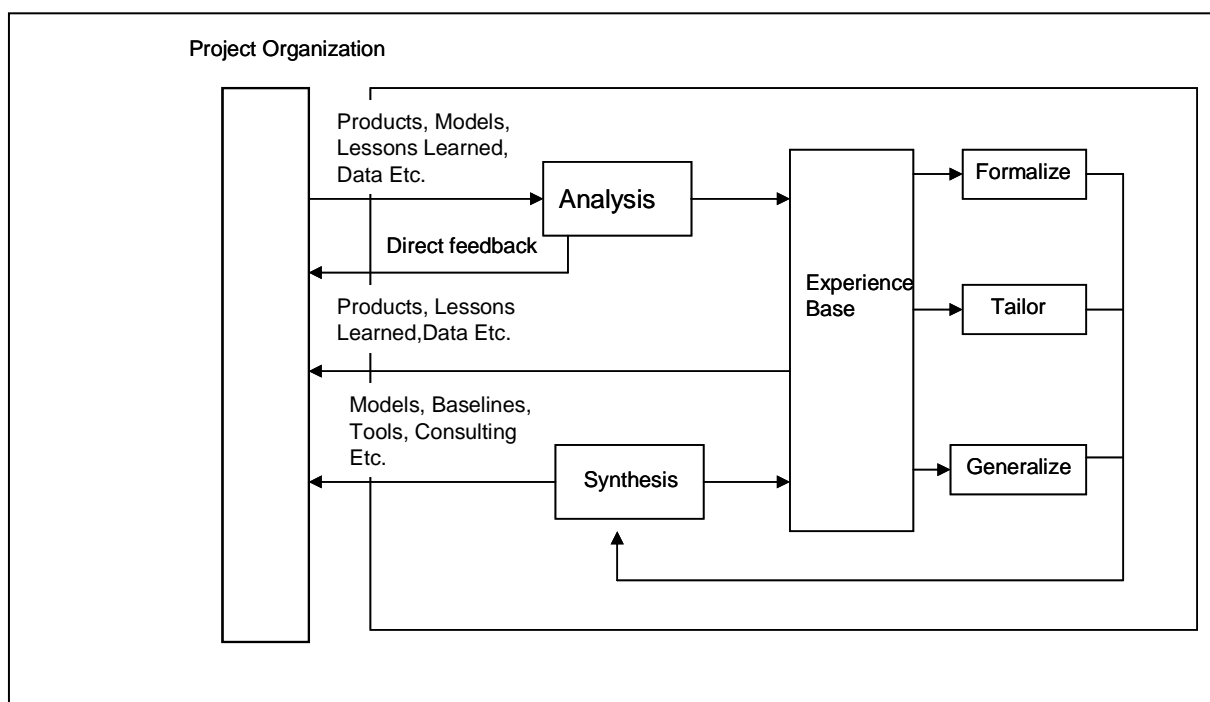 Project Organization
Products, Models,
Lessons Learned,
Data Etc.
Analysis
Formalize
Direct feedback
Experience
Base
Tailor
Products, Lessons
Learned,Data Etc.
Models, Baselines,
Tools, Consulting
Etc.
Synthesis
Generalize